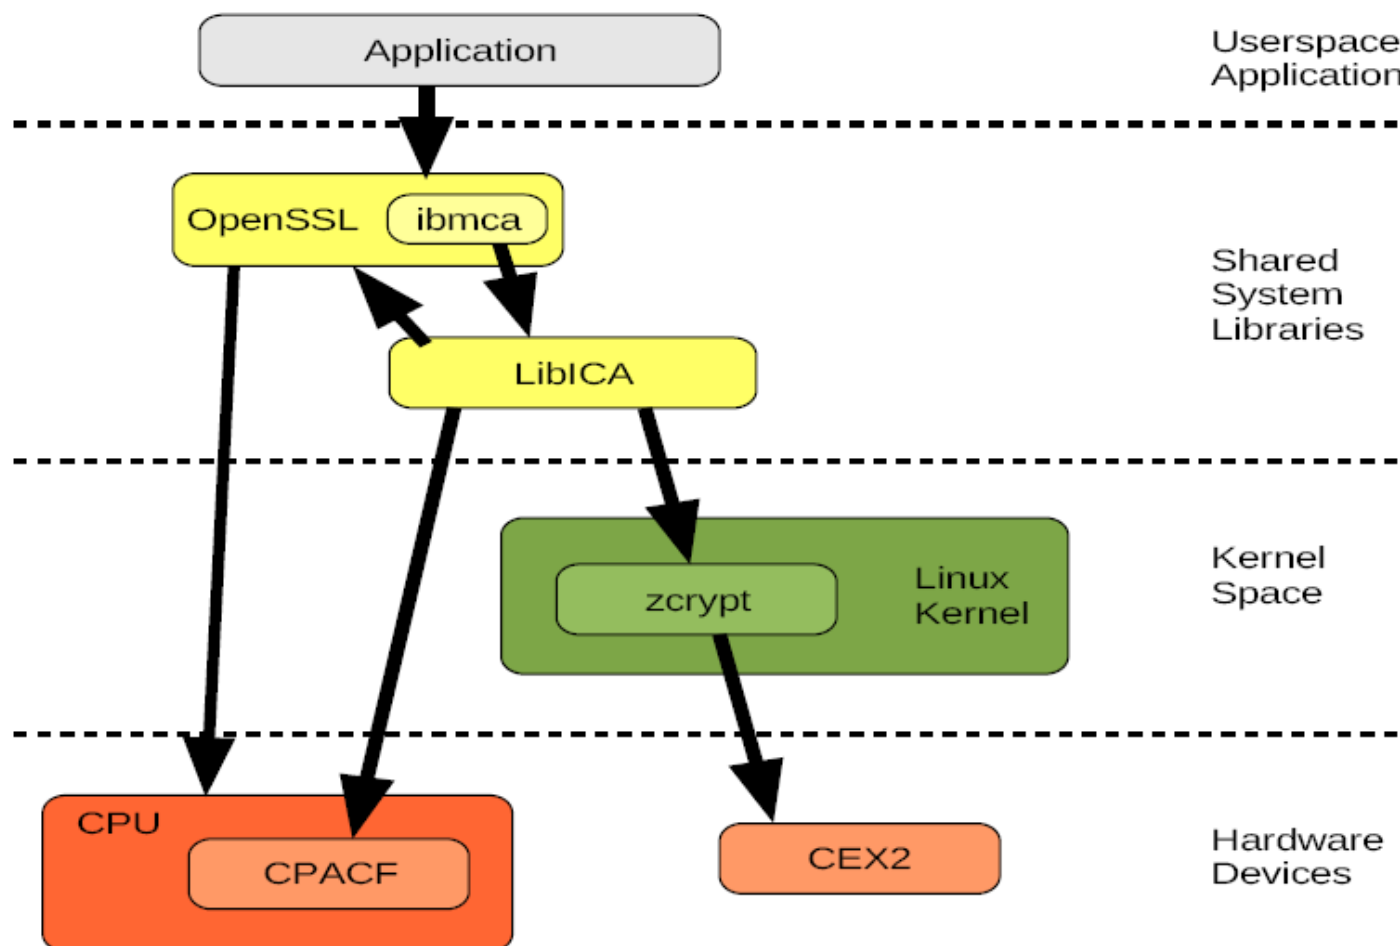 Application
Userspace
Application
OpenSSL
ibmca
Shared
System
Libraries
LibICA
Kernel
Space
Linux
Kernel
zcrypt
CPU
CPACF
CEX2
Hardware
Devices